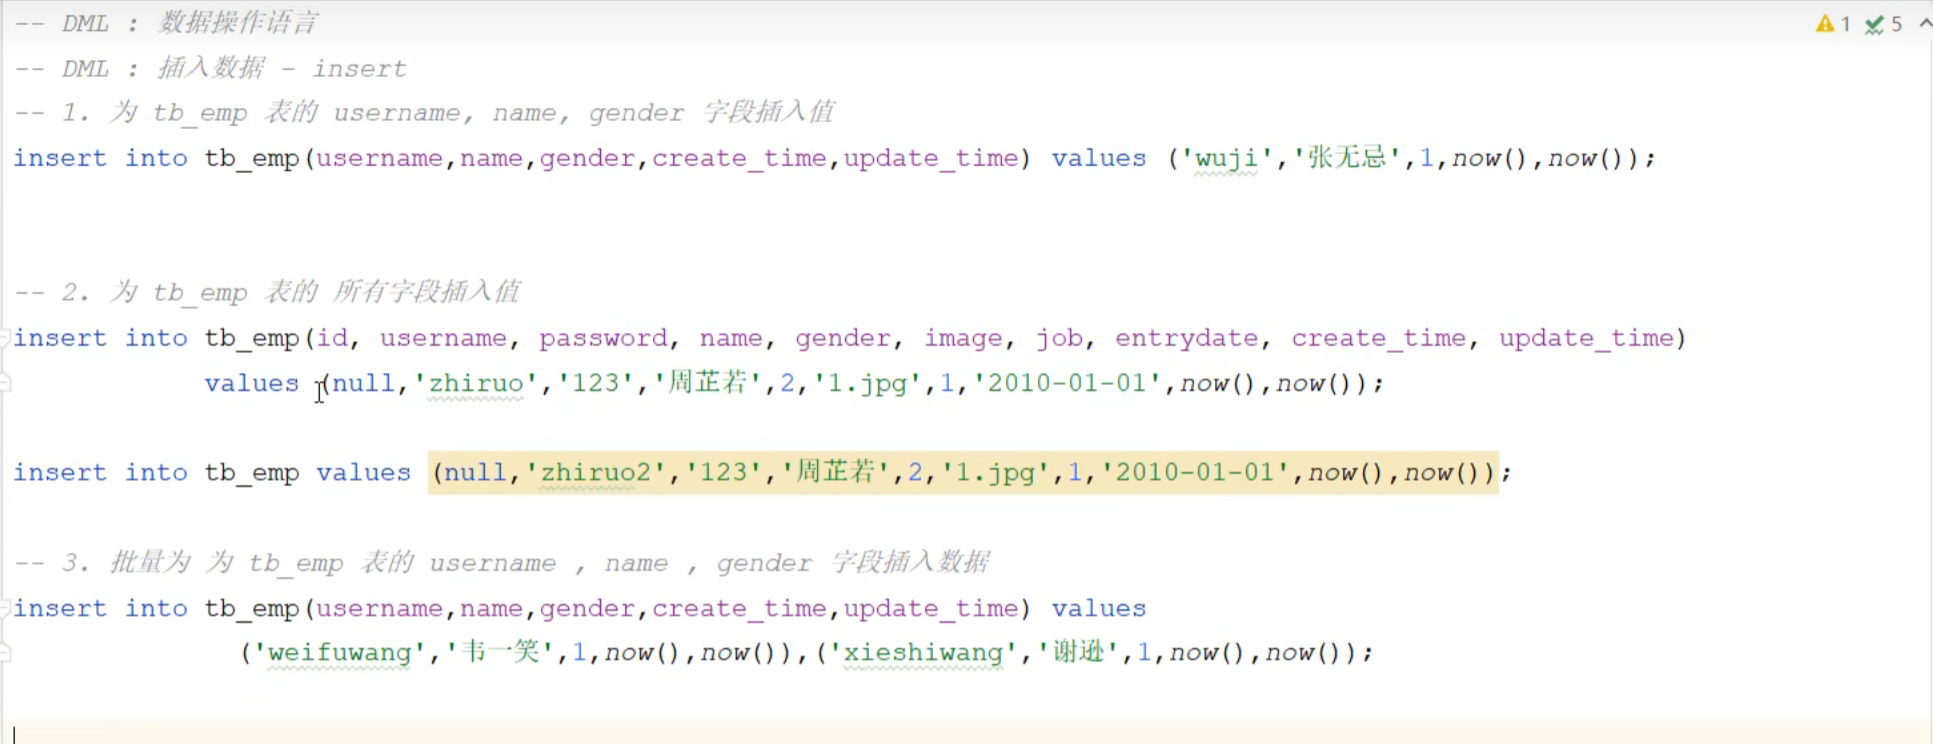 -- DML : 数据操作语言
1 5
-- DML : 插入数据 - insert
-- 1. 为 tb_emp 表的 username, name, gender 字段插入值
insert into tb_emp(username,name,gender,create_time,update_time) values ('wuji','张无忌',1,now(),now());
-- 2. 为 tb_emp 表的 所有字段插入值
insert into tb_emp(id, username, password, name, gender, image, job, entrydate, create_time, update_time)
values (null,'zhiruo','123','周芷若',2,'1.jpg',1,'2010-01-01',now(),now());
insert into tb_emp values (null,'zhiruo2','123','周芷若',2,'1.jpg',1,'2010-01-01',now(),now());
-- 3. 批量为 为 tb_emp 表的 username , name , gender 字段插入数据
insert into tb_emp(username,name,gender,create_time,update_time) values
('weifuwang','韦一笑',1,now(),now()),('xieshiwang','谢逊',1,now(),now());